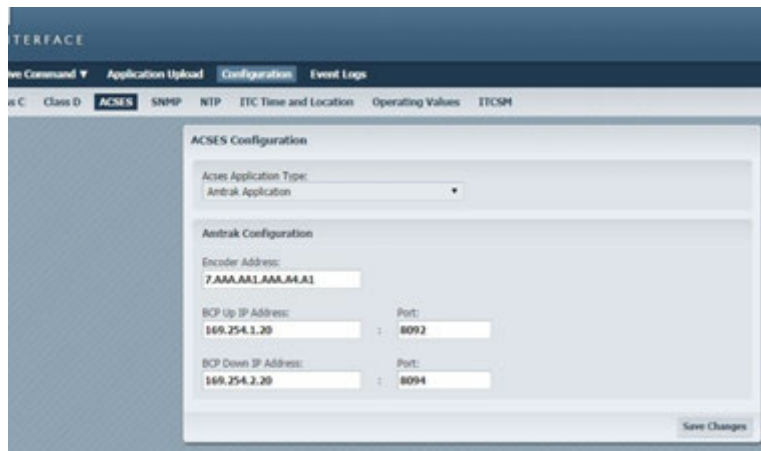 TERFACE
ve Command ▼ Application Upload Configuration Event Logs
s C Class D ACSES SNMP NTP ITC Time and Location Operating Values ITCSM
ACSES Configuration
Acses Application Type:
Amtrak Application
Amtrak Configuration
Encoder Address:
7.AAA.AA1.AAA.A4.A1
BCP Up IP Address: Port:
169.254.1.20 : 8092
BCP Down IP Address: Port:
169.254.2.20 : 8094
Save Changes